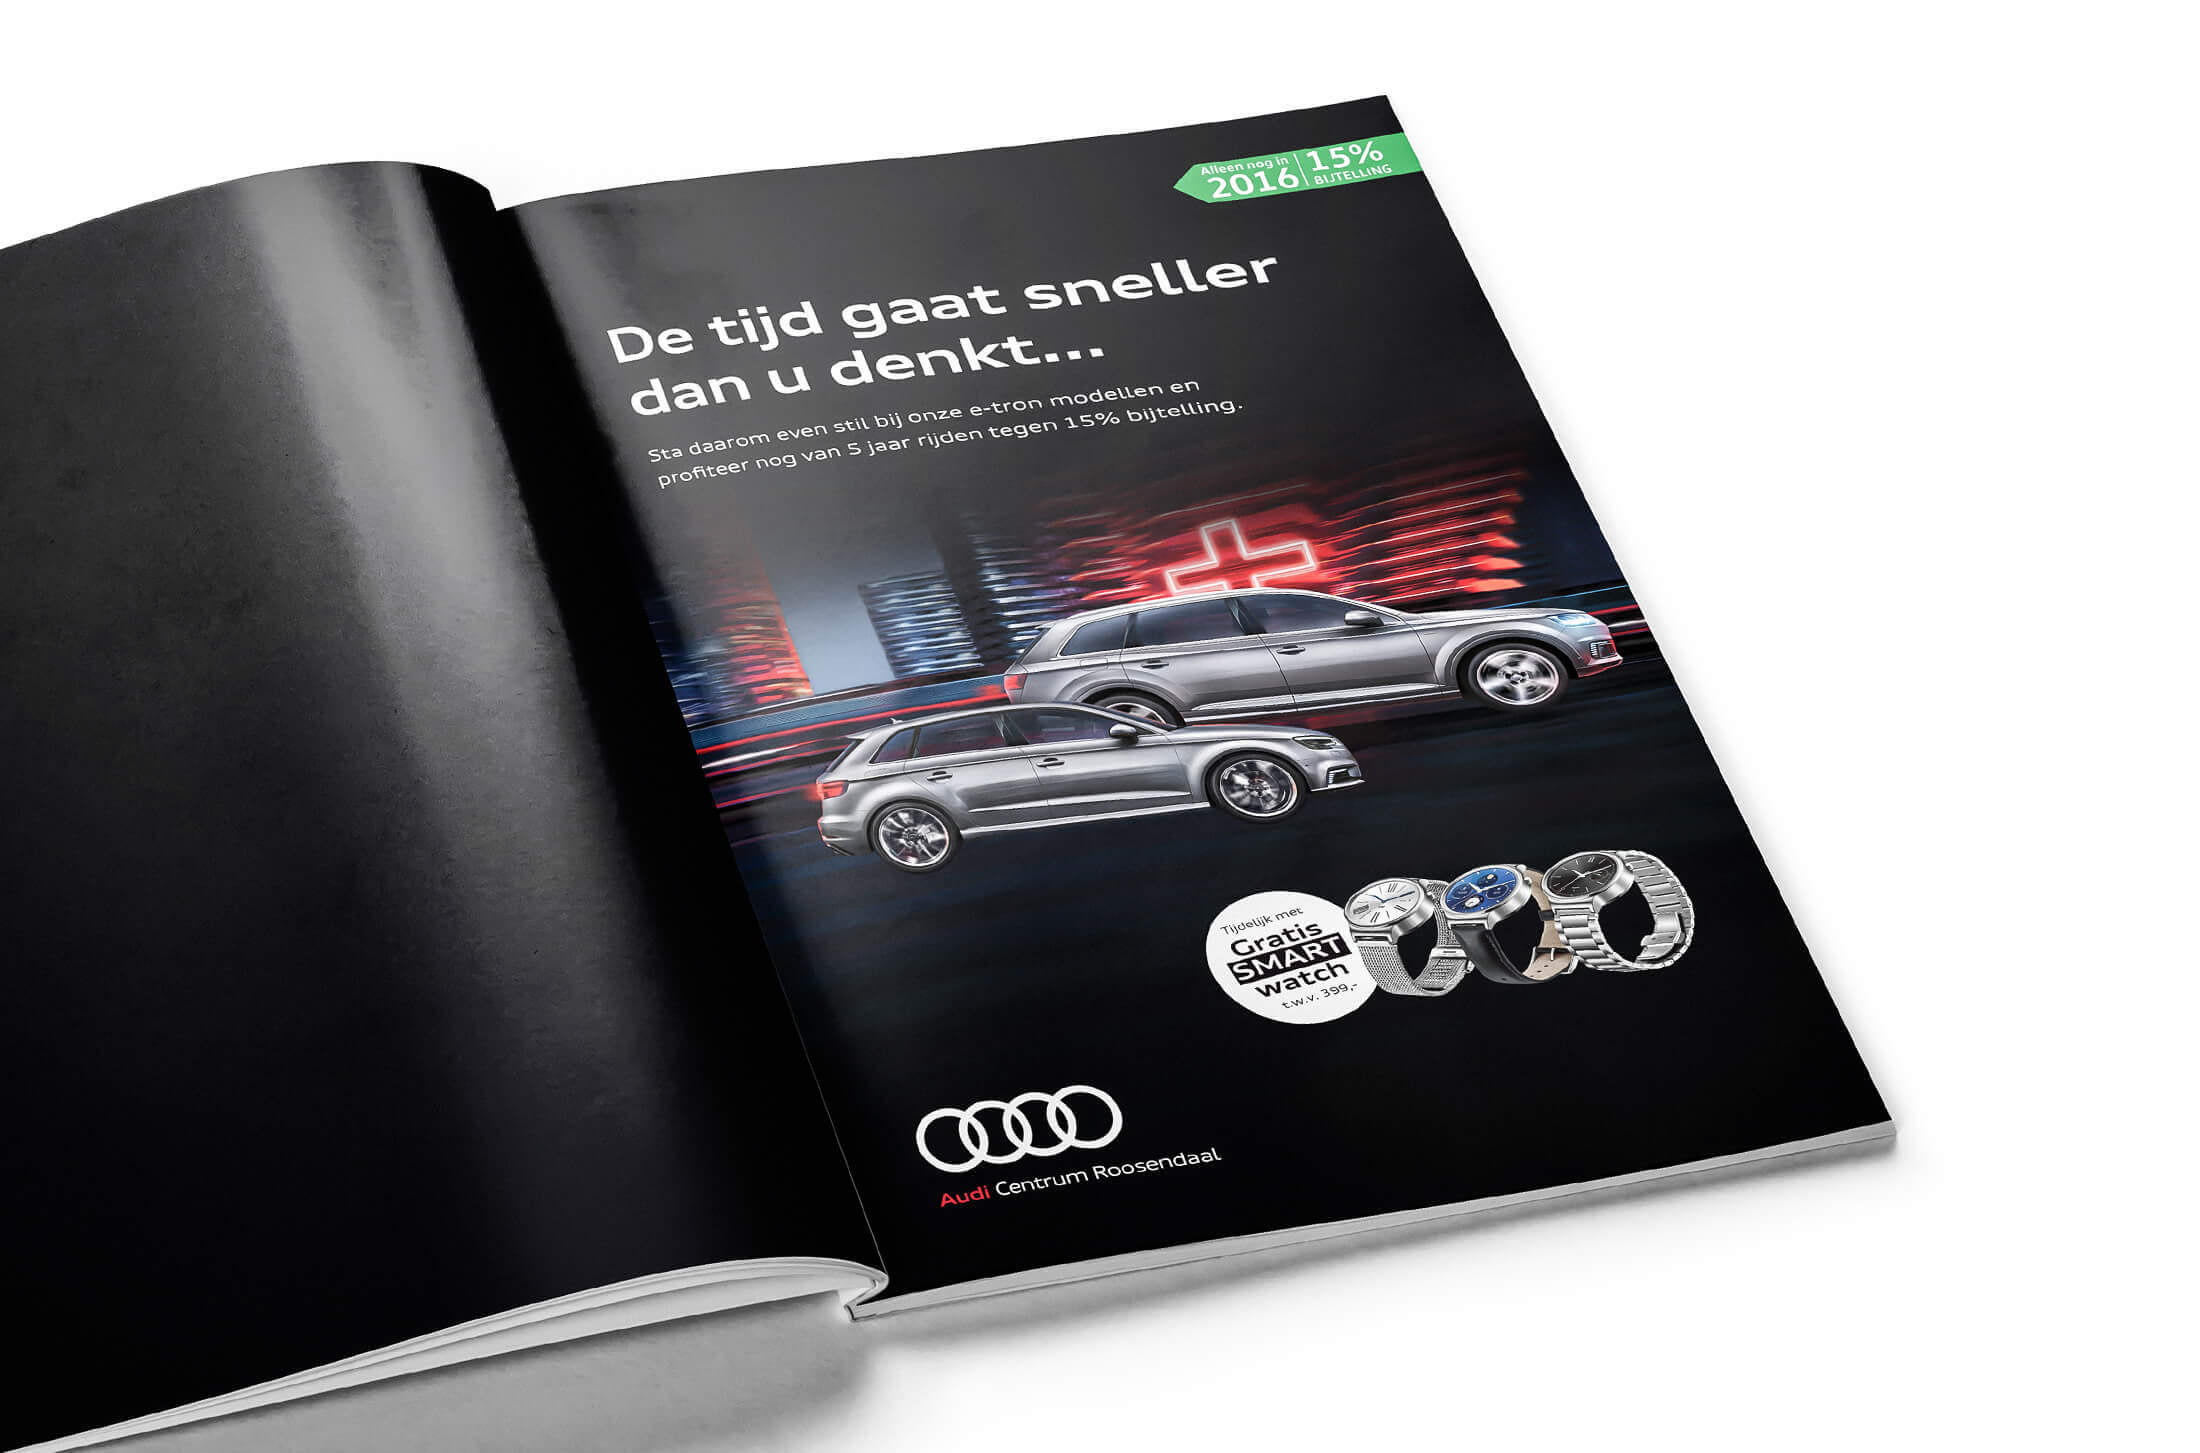 Alleen nog in
2016
15%
BIJTELLING
De tijd gaat sneller
dan u denkt...
Sta daarom even stil bij onze e-tron modellen en
profiteer nog van 5 jaar rijden tegen 15% bijtelling.
Tijdelijk met
Gratis
SMART
watch
t.w.v. 399,-
Audi Centrum Roosendaal